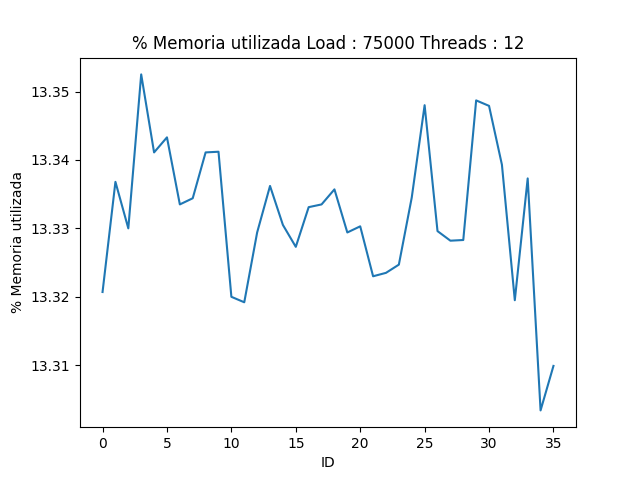 % Memoria utilizada Load : 75000 Threads : 12
13.35
13.34
13.33
13.32
13.31
% Memoria utilizada
0 5 10 15 20 25 30 35
ID